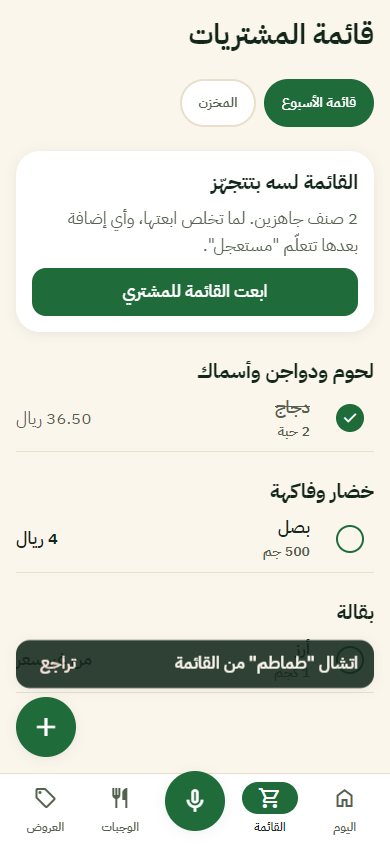 قائمة المشتريات
قائمة الأسبوع
المخزن
القائمة لسه بتتجهّز
2 صنف جاهزين. لما تخلص ابعتها، وأي إضافة
بعدها تتعلّم "مستعجل".
ابعت القائمة للمشتري
لحوم ودواجن وأسماك
دجاج
36.50 ريال
2 حبة
خضار وفاكهة
بصل
4 ريال
500 جم
بقالة
اتشال "طماطم" من القائمة
تراجع
اليوم
القائمة
الوجبات
العروض